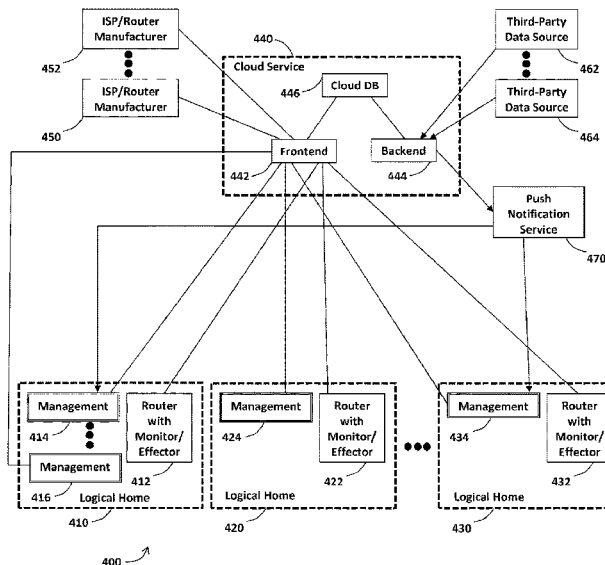 ISP/Router
Manufacturer
452
ISP/Router
Manufacturer
450
440
Cloud Service
446
Cloud DB
Frontend
442
Backend
444
Third-Party
Data Source
462
Third-Party
Data Source
464
Push
Notification
Service
470
Management
414
Management
416
Router
with
Monitor/
Effector
412
Logical Home
410
Management
424
Router
with
Monitor/
Effector
422
Logical Home
420
Management
434
Router
with
Monitor/
Effector
432
Logical Home
430
400